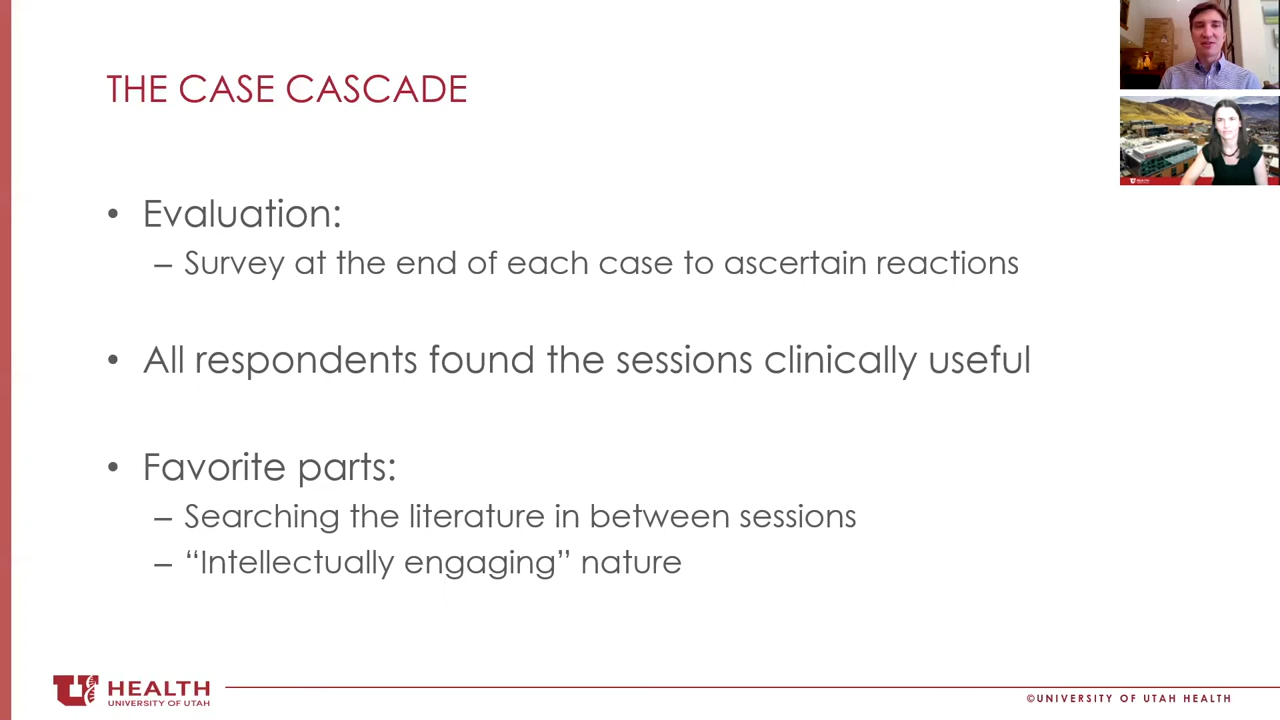 THE CASE CASCADE
• Evaluation:
– Survey at the end of each case to ascertain reactions
• All respondents found the sessions clinically useful
• Favorite parts:
– Searching the literature in between sessions
– “Intellectually engaging” nature
U HEALTH
UNIVERSITY OF UTAH
©UNIVERSITY OF UTAH HEALTH
U HEALTH